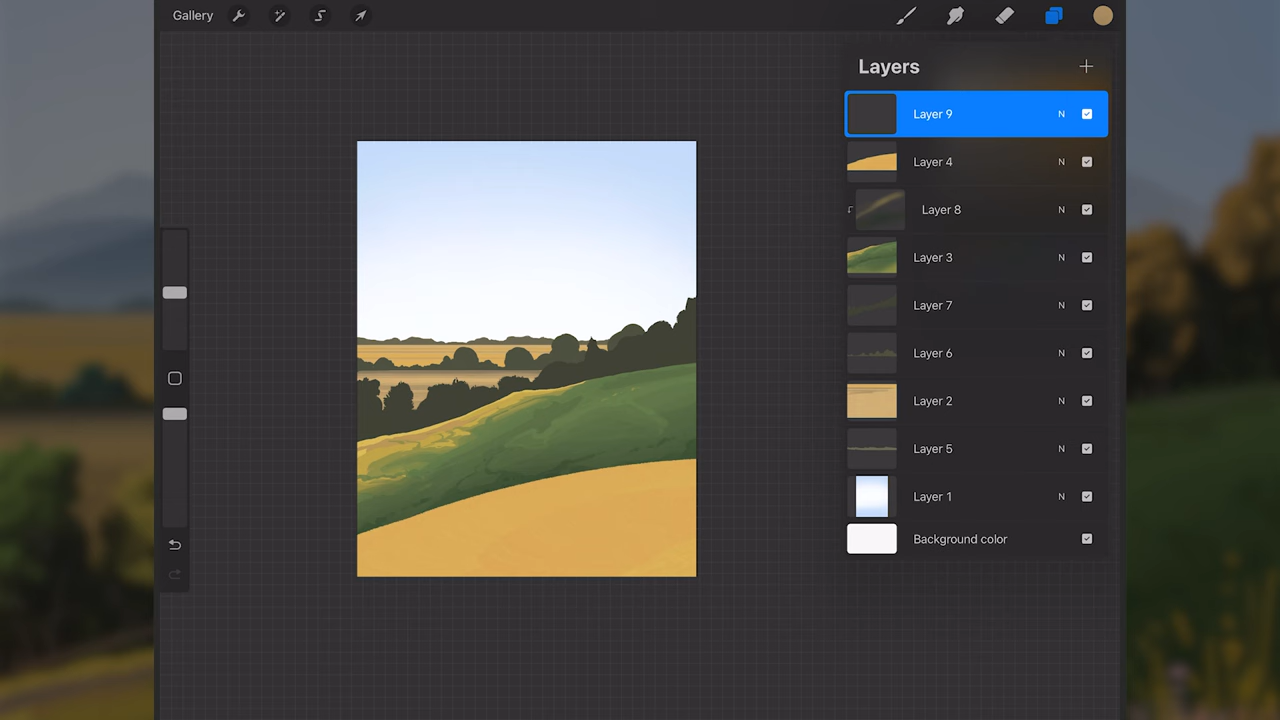 Gallery
Layers
Layer 9 N
Layer 4 N
Layer 8 N
Layer 3 N
Layer 7 N
Layer 6 N
Layer 2 N
Layer 5 N
Layer 1 N
Background color